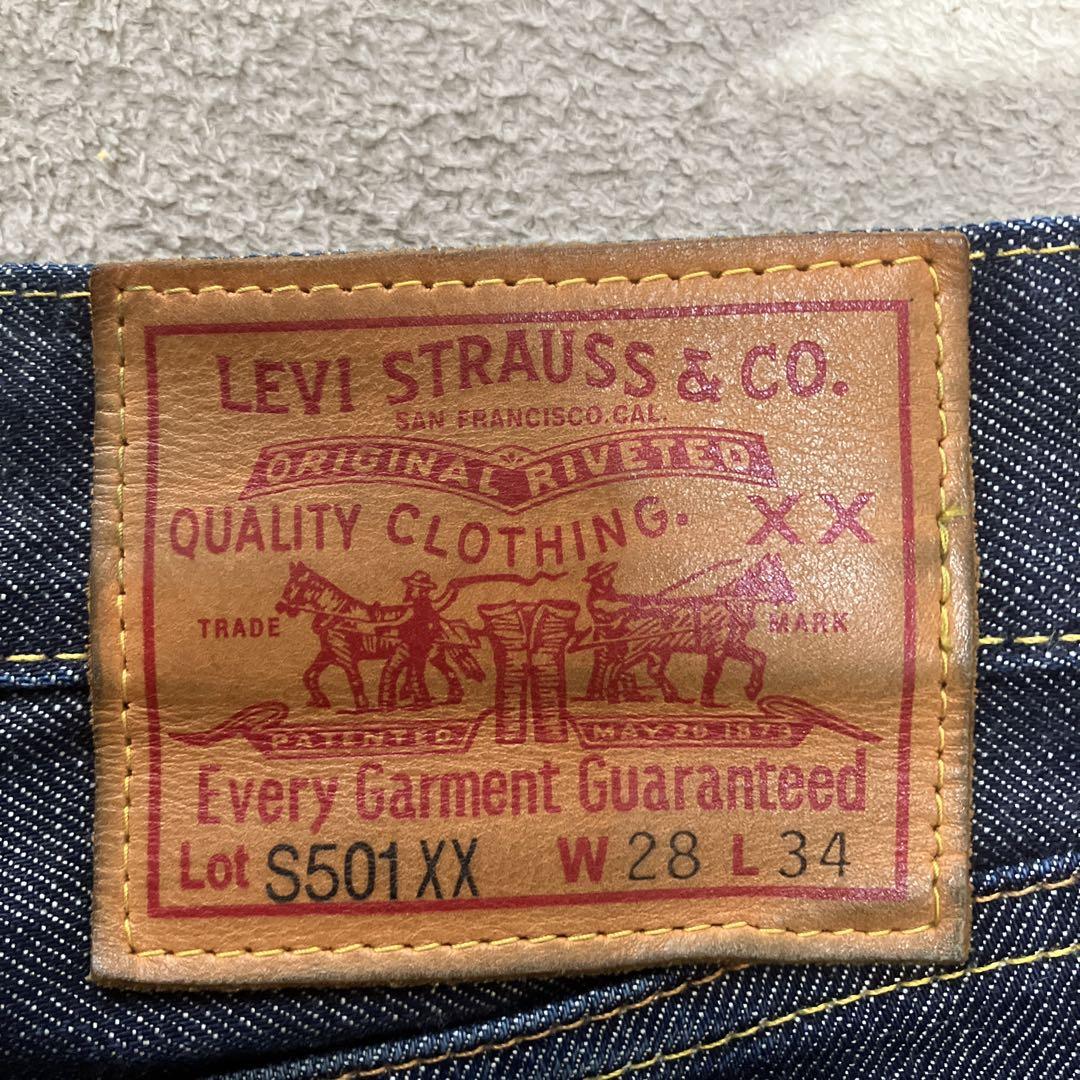 LEVI STRAUSS & CO.
SAN FRANCISCO, CAL.
ORIGINAL RIVETED
QUALITY CLOTHING. XX
TRADE MARK
PATENTED MAY 20 1873
Every Garment Guaranteed
Lot S501XX W 28 L 34